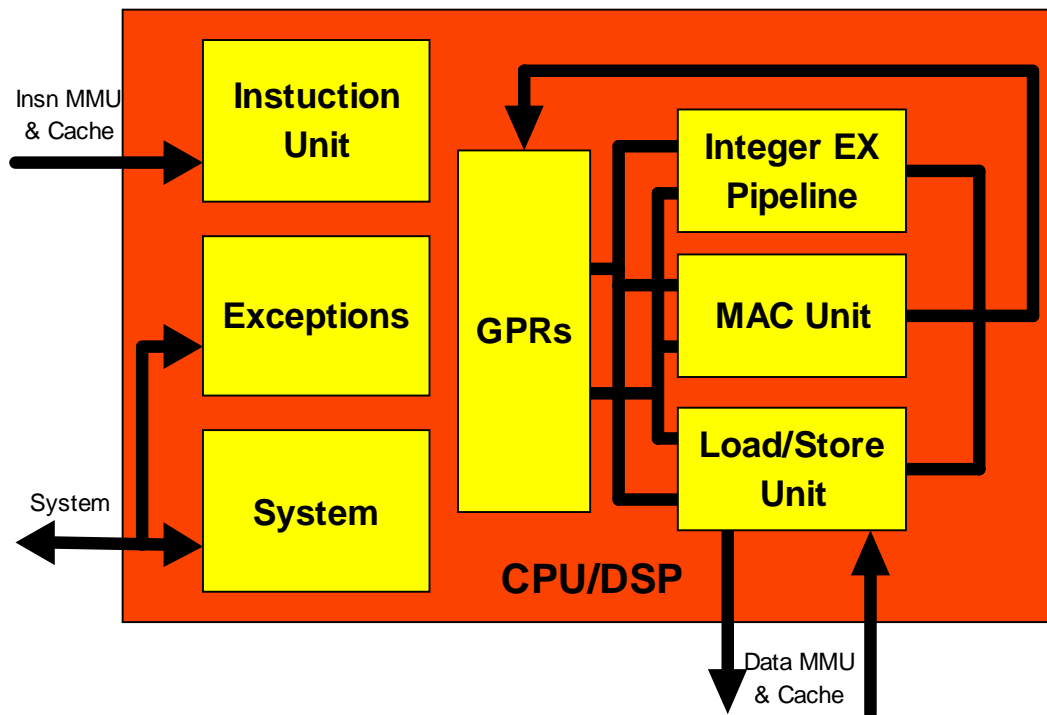 Insn MMU
& Cache
Instuction
Unit
Integer EX
Pipeline
Exceptions
GPRs
MAC Unit
System
System
Load/Store
Unit
CPU/DSP
Data MMU
& Cache